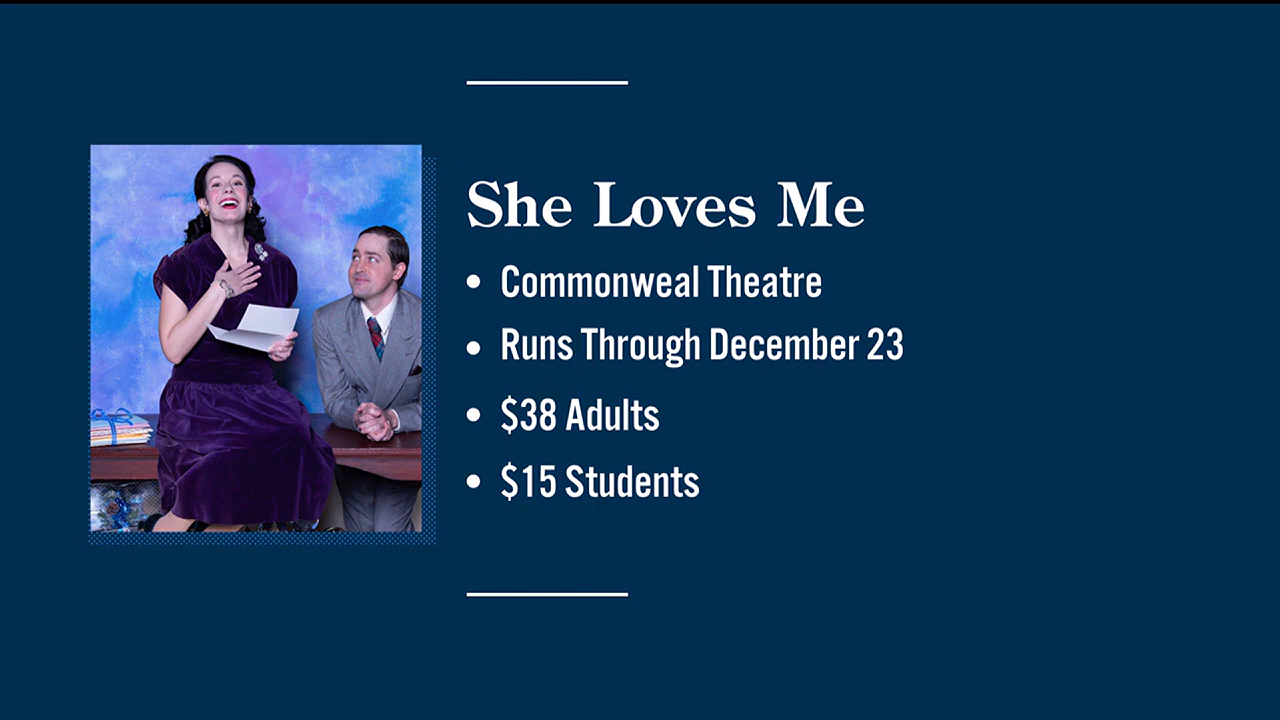 She Loves Me
• Commonweal Theatre
• Runs Through December 23
• $38 Adults
• $15 Students